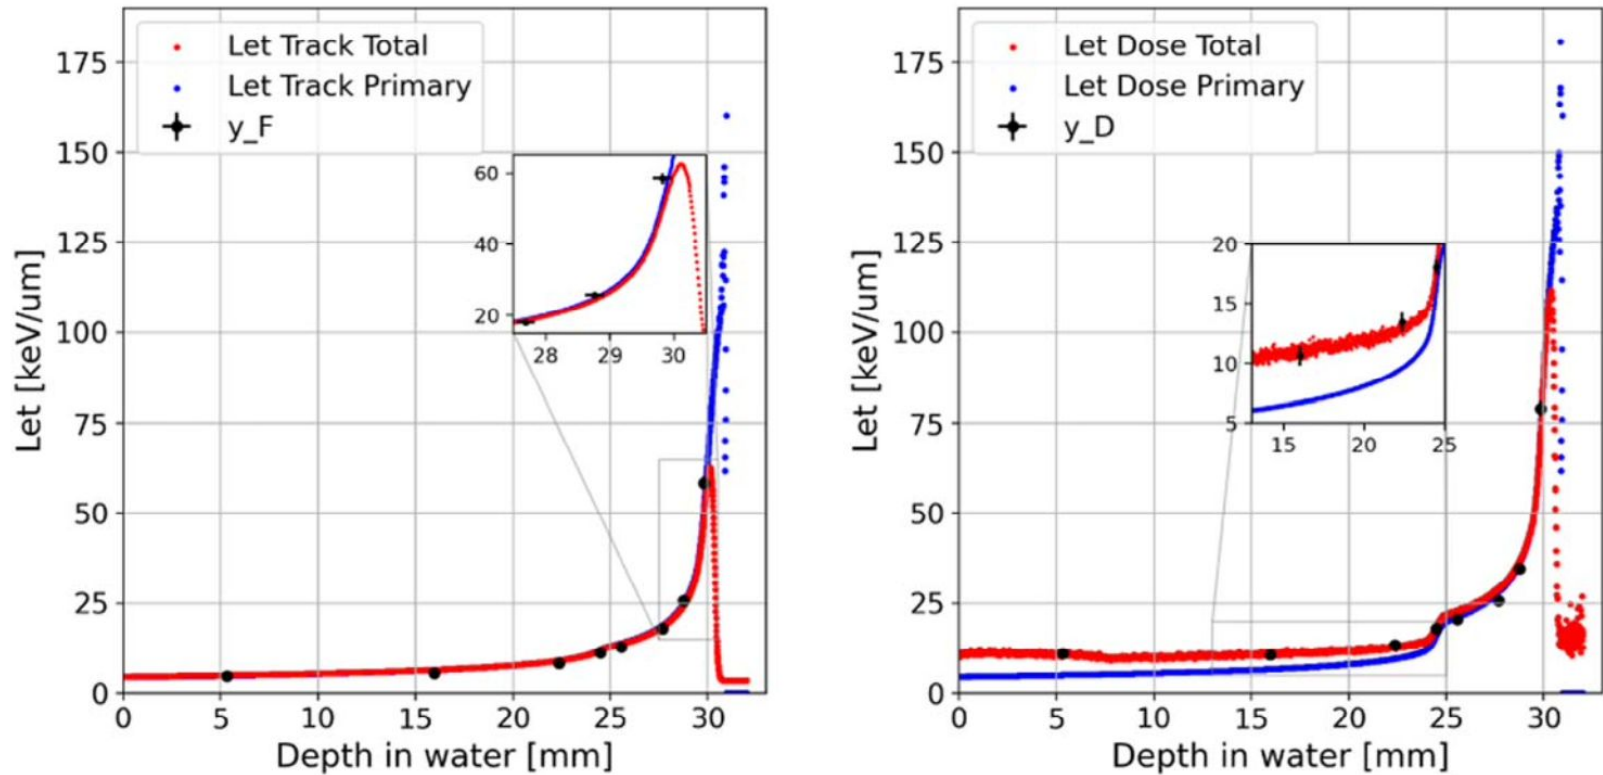 Let [keV/um]
175
150
125
100
75
50
25
0
Let Track Total
Let Track Primary
y_F
60
40
20
28 29 30
0 5 10 15 20 25 30
Depth in water [mm]
Let [keV/um]
175
150
125
100
75
50
25
0
Let Dose Total
Let Dose Primary
y_D
20
15
10
5
15 20 25
0 5 10 15 20 25 30
Depth in water [mm]